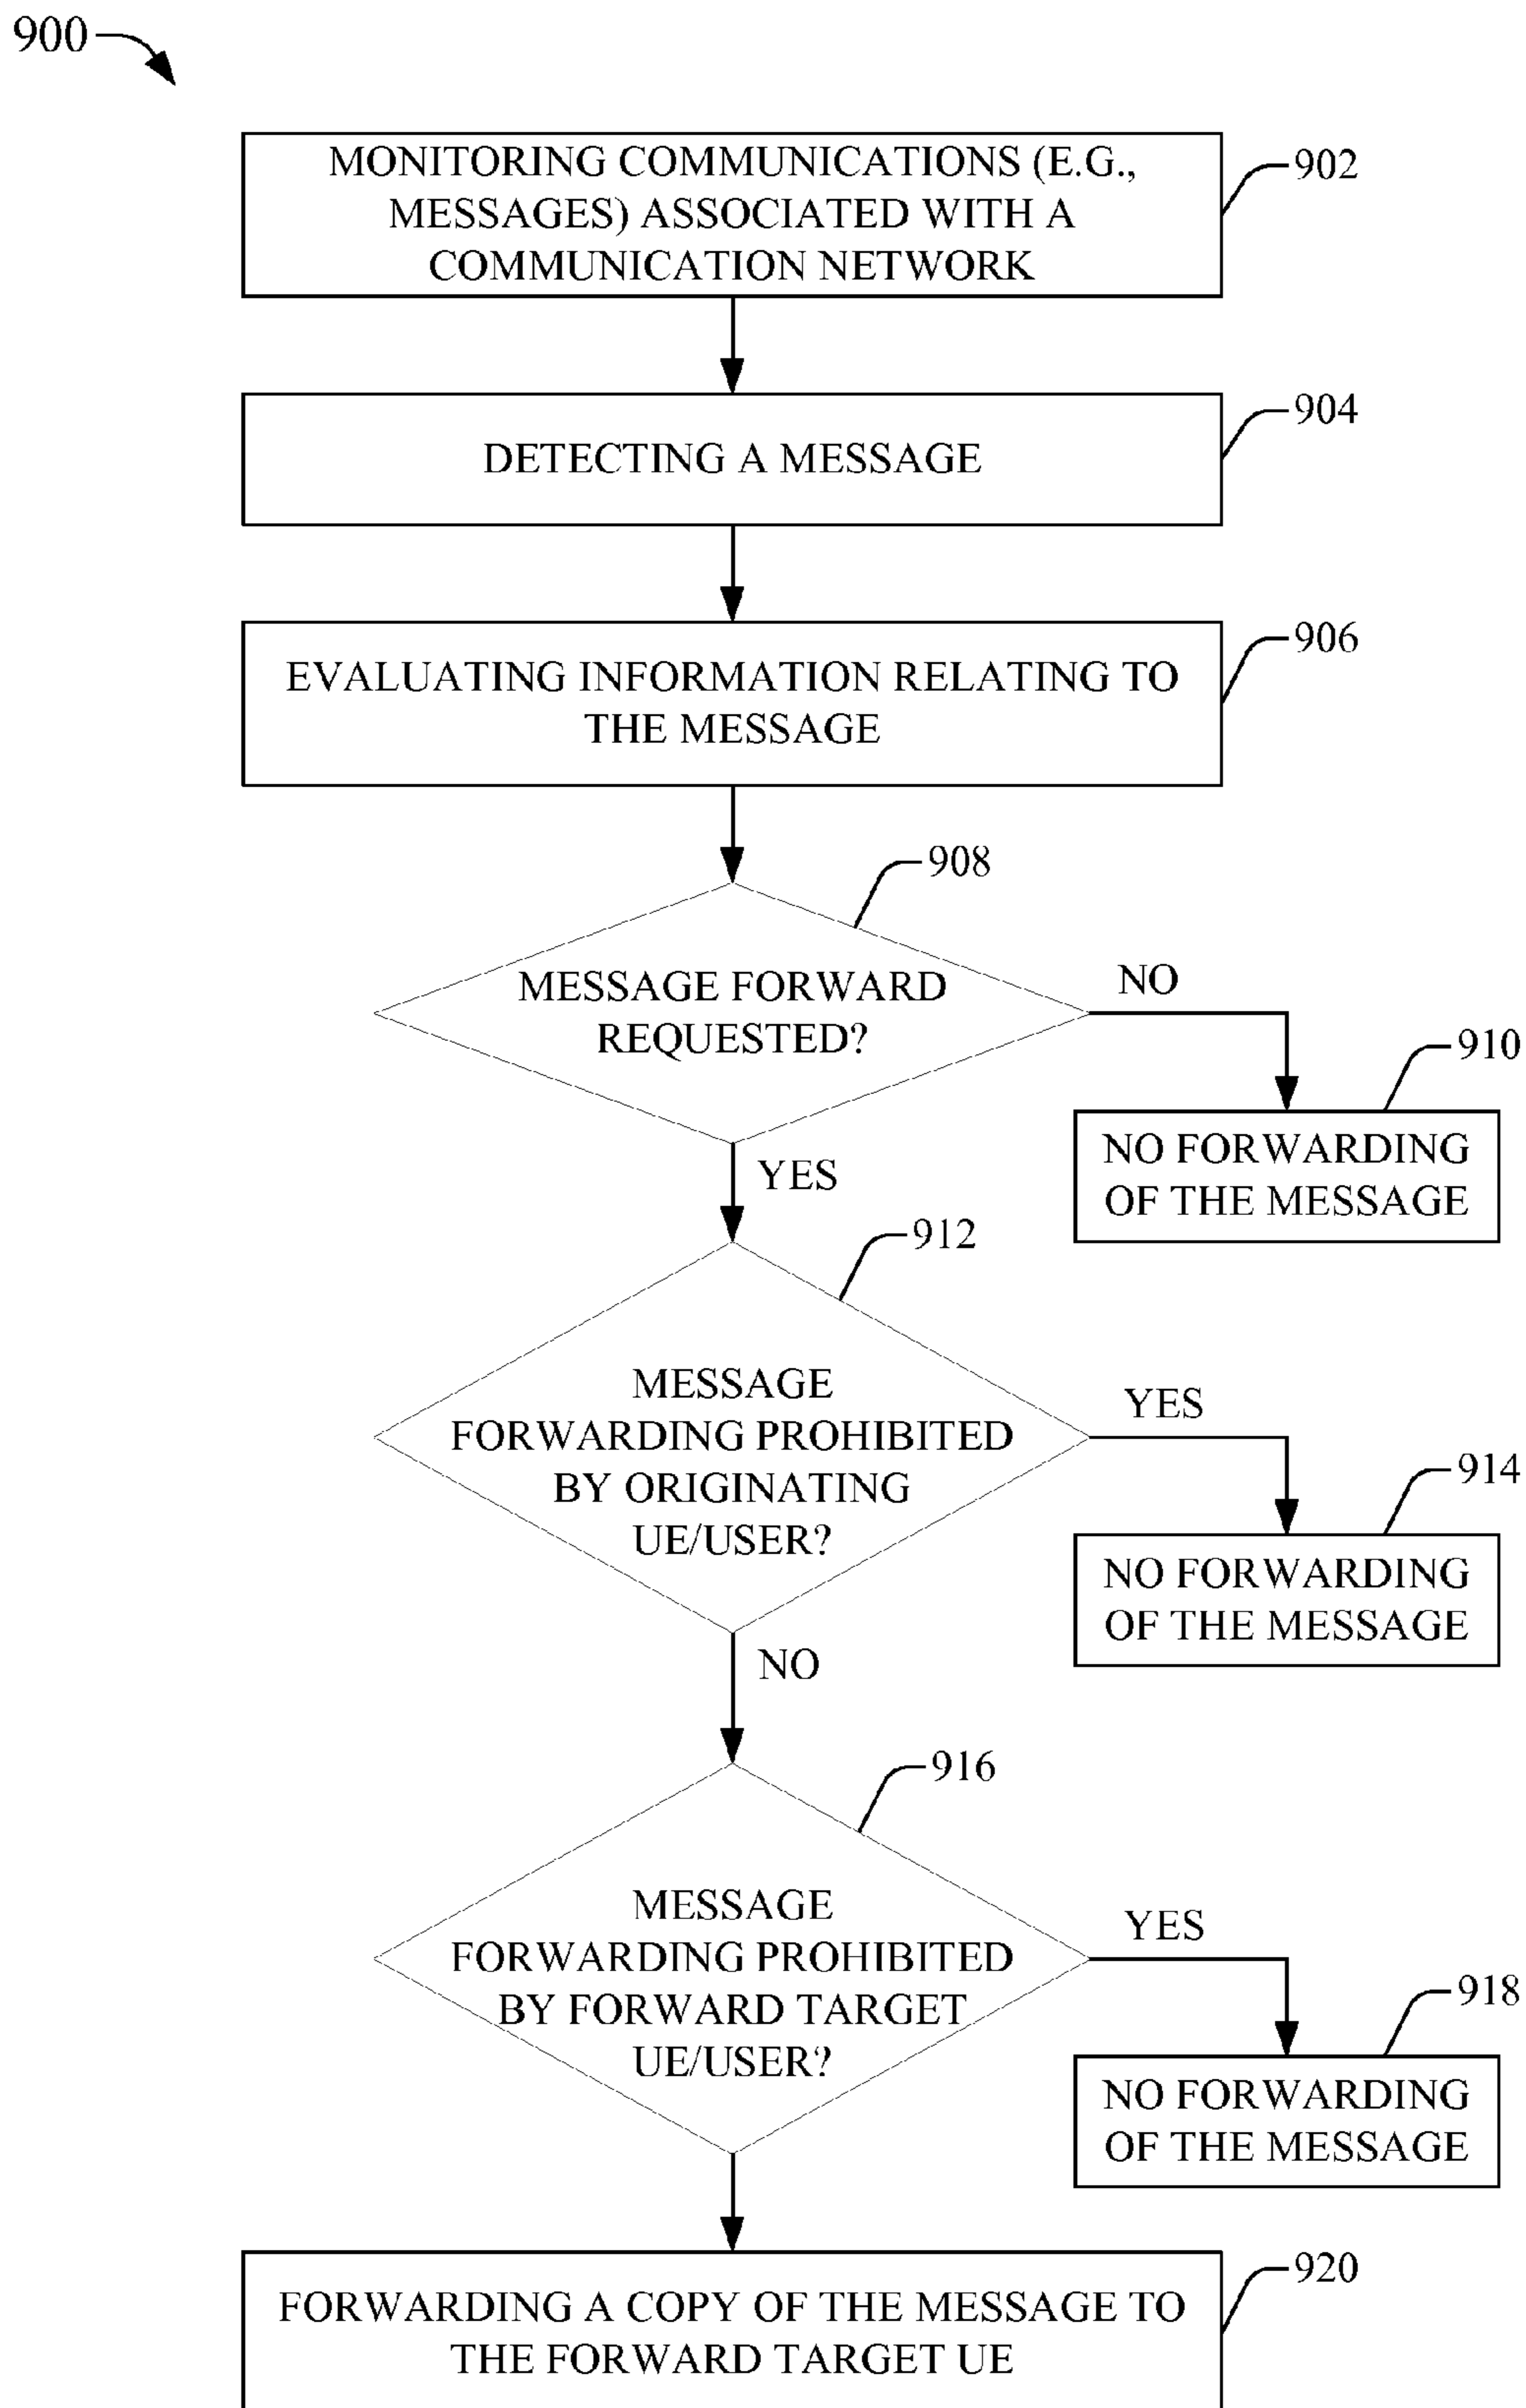 900
MONITORING COMMUNICATIONS (E.G.,
MESSAGES) ASSOCIATED WITH A
COMMUNICATION NETWORK
902
DETECTING A MESSAGE
904
EVALUATING INFORMATION RELATING TO
THE MESSAGE
906
908
MESSAGE FORWARD
REQUESTED?
NO
910
NO FORWARDING
OF THE MESSAGE
YES
912
MESSAGE
FORWARDING PROHIBITED
BY ORIGINATING
UE/USER?
YES
914
NO FORWARDING
OF THE MESSAGE
NO
916
MESSAGE
FORWARDING PROHIBITED
BY FORWARD TARGET
UE/USER?
YES
918
NO FORWARDING
OF THE MESSAGE
920
FORWARDING A COPY OF THE MESSAGE TO
THE FORWARD TARGET UE